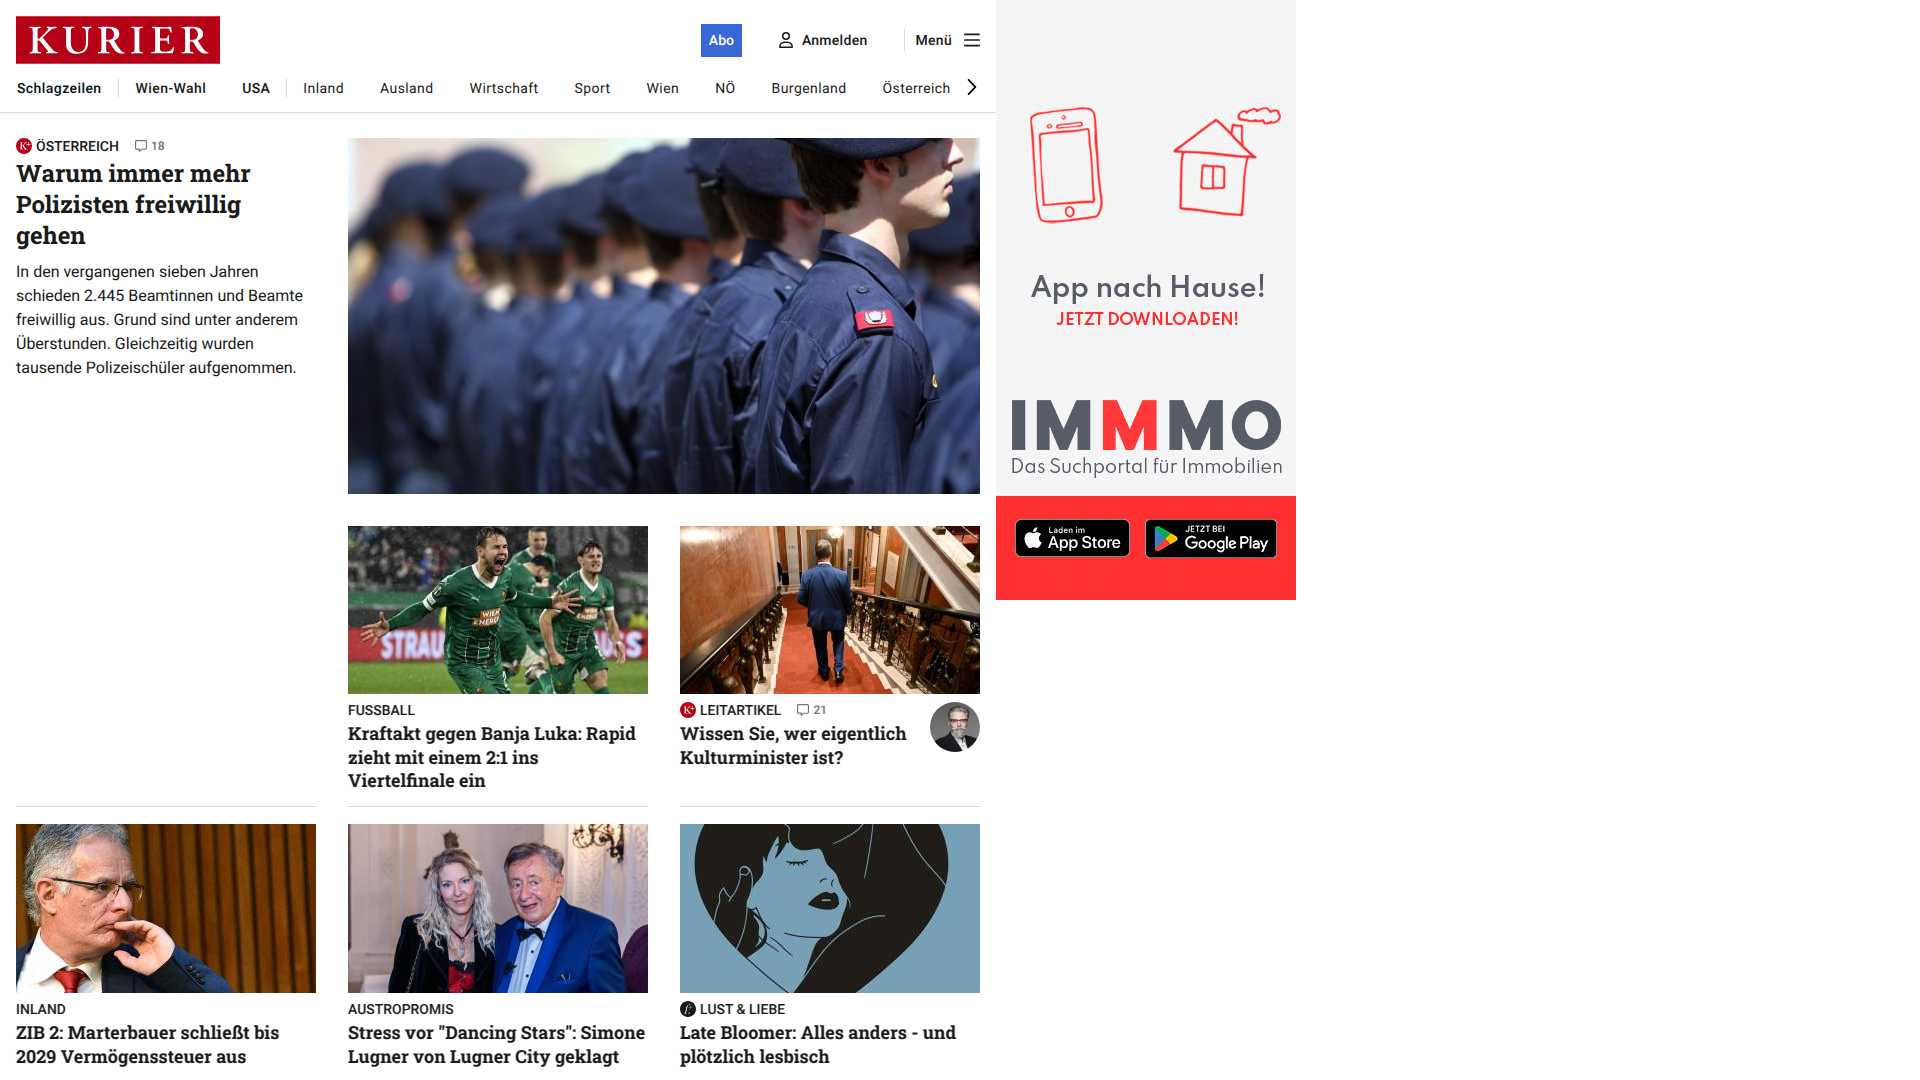 KURIER
Abo
Anmelden
Menü
Schlagzeilen
Wien-Wahl
USA
Inland
Ausland
Wirtschaft
Sport
Wien
NÖ
Burgenland
Österreich
K+ ÖSTERREICH 18
Warum immer mehr
Polizisten freiwillig
gehen
In den vergangenen sieben Jahren
schieden 2.445 Beamtinnen und Beamte
freiwillig aus. Grund sind unter anderem
Überstunden. Gleichzeitig wurden
tausende Polizeischüler aufgenommen.
WIEN
ENERGIE
STRAU
FUSSBALL
Kraftakt gegen Banja Luka: Rapid
zieht mit einem 2:1 ins
Viertelfinale ein
K+ LEITARTIKEL 21
Wissen Sie, wer eigentlich
Kulturminister ist?
INLAND
ZIB 2: Marterbauer schließt bis
2029 Vermögenssteuer aus
AUSTROPROMIS
Stress vor "Dancing Stars": Simone
Lugner von Lugner City geklagt
LUST & LIEBE
Late Bloomer: Alles anders - und
plötzlich lesbisch
App nach Hause!
JETZT DOWNLOADEN!
IMMMO
Das Suchportal für Immobilien
Laden im
App Store
JETZT BEI
Google Play